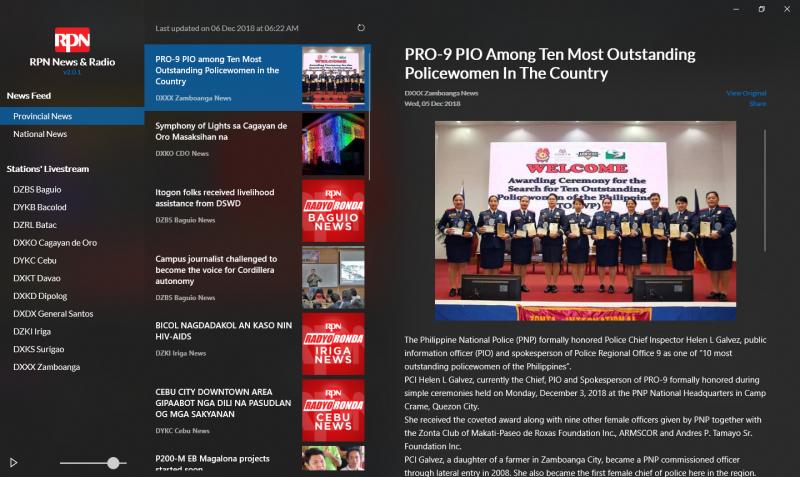 RPN
RPN News & Radio
v2.0.1
News Feed
Provincial News
National News
Stations' Livestream
DZBS Baguio
DYKB Bacolod
DZRL Batac
DXKO Cagayan de Oro
DYKC Cebu
DXKT Davao
DXKD Dipolog
DXDX General Santos
DZKI Iriga
DXKS Surigao
DXXX Zamboanga
Last updated on 06 Dec 2018 at 06:22 AM
PRO-9 PIO among Ten Most
Outstanding Policewomen in the
Country
DXXX Zamboanga News
WELCOME
Symphony of Lights sa Cagayan de
Oro Masaksihan na
DXKO CDO News
Itogon folks received livelihood
assistance from DSWD
DZBS Baguio News
RPN
RADYO RONDA
BAGUIO
NEWS
Campus journalist challenged to
become the voice for Cordillera
autonomy
DZBS Baguio News
BICOL NAGDADAKOL AN KASO NIN
HIV-AIDS
DZKI Iriga News
RPN
RADYO RONDA
IRIGA
NEWS
CEBU CITY DOWNTOWN AREA
GIPAABOT NGA DILI NA PASUDLAN
OG MGA SAKYANAN
DYKC Cebu News
RPN
RADYO RONDA
CEBU
NEWS
P200-M EB Magalona projects
started soon
PRO-9 PIO Among Ten Most Outstanding
Policewomen In The Country
DXXX Zamboanga News
Wed, 05 Dec 2018
View Original
Share
WELCOME
Awarding Ceremony for the
Search for Ten Outstanding
Policewomen of the Philippines
ZONTA INTERNATIONAL
The Philippine National Police (PNP) formally honored Police Chief Inspector Helen L Galvez, public
information officer (PIO) and spokesperson of Police Regional Office 9 as one of "10 most
outstanding policewomen of the Philippines".
PCI Helen L Galvez, currently the Chief, PIO and Spokesperson of PRO-9 formally honored during
simple ceremonies held on Monday, December 3, 2018 at the PNP National Headquarters in Camp
Crame, Quezon City.
She received the coveted award along with nine other female officers given by PNP together with
the Zonta Club of Makati-Paseo de Roxas Foundation Inc., ARMSCOR and Andres P. Tamayo Sr.
Foundation Inc.
PCI Galvez, a daughter of a farmer in Zamboanga City, became a PNP commissioned officer
through lateral entry in 2008. She also became the first female chief of police here in the region.